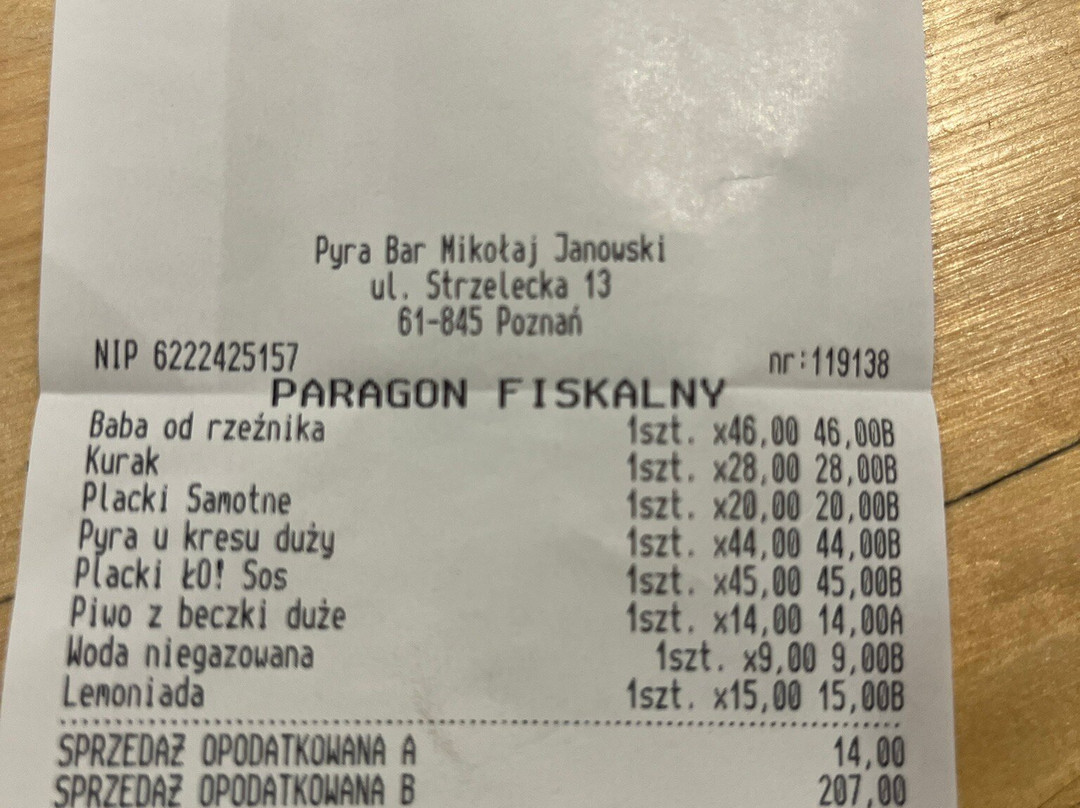 Pyra Bar Mikołaj Janowski
ul. Strzelecka 13
61-845 Poznań
NIP 6222425157 nr:119138
PARAGON FISKALNY
Baba od rzeźnika 1szt. x46,00 46,00B
Kurak 1szt. x28,00 28,00B
Placki Samotne 1szt. x20,00 20,00B
Pyra u kresu duży 1szt. x44,00 44,00B
Placki ŁO! Sos 1szt. x45,00 45,00B
Piwo z beczki duże 1szt. x14,00 14,00A
Woda niegazowana 1szt. x9,00 9,00B
Lemoniada 1szt. x15,00 15,00B
SPRZEDAŻ OPODATKOWANA A 14,00
SPRZEDAŻ OPODATKOWANA B 207,00